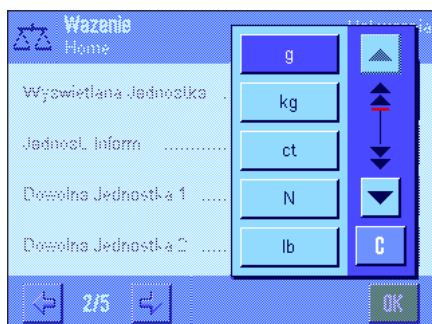 Wazenie
Home
g
Wyswietlana Jednostka .
kg
Jednost. Inform ...........
ct
Dowolna Jednostka 1 .....
N
Dowolna Jednostka 2 .....
lb
C
2/5
OK